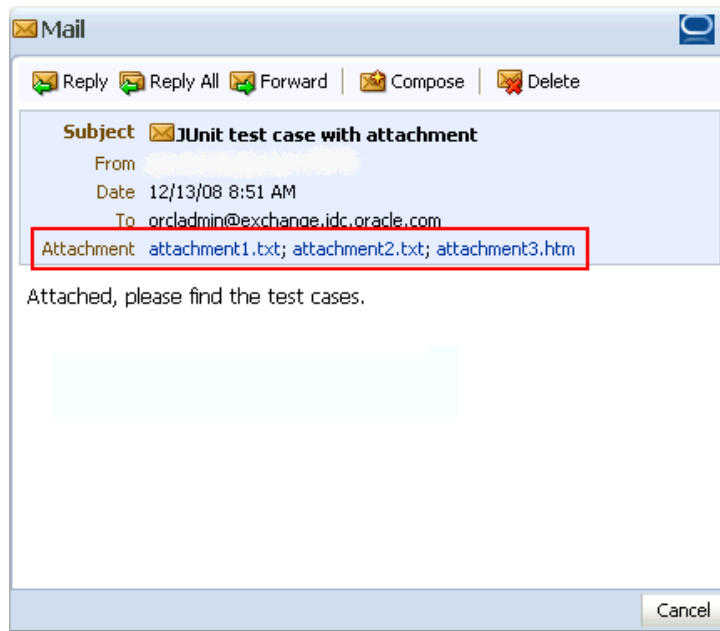 Mail
Reply Reply All Forward Compose Delete
Subject JUnit test case with attachment
From
Date 12/13/08 8:51 AM
To orcladmin@exchange.idc.oracle.com
Attachment attachment1.txt; attachment2.txt; attachment3.htm
Attached, please find the test cases.
Cancel